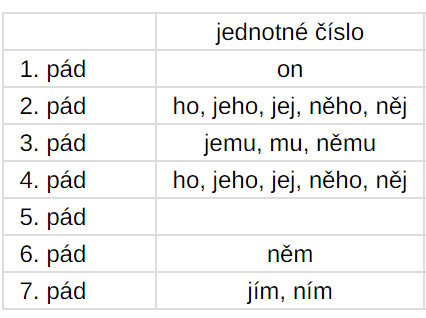 jednotné číslo
1. pád on
2. pád ho, jeho, jej, něho, něj
3. pád jemu, mu, němu
4. pád ho, jeho, jej, něho, něj
5. pád
6. pád něm
7. pád jím, ním